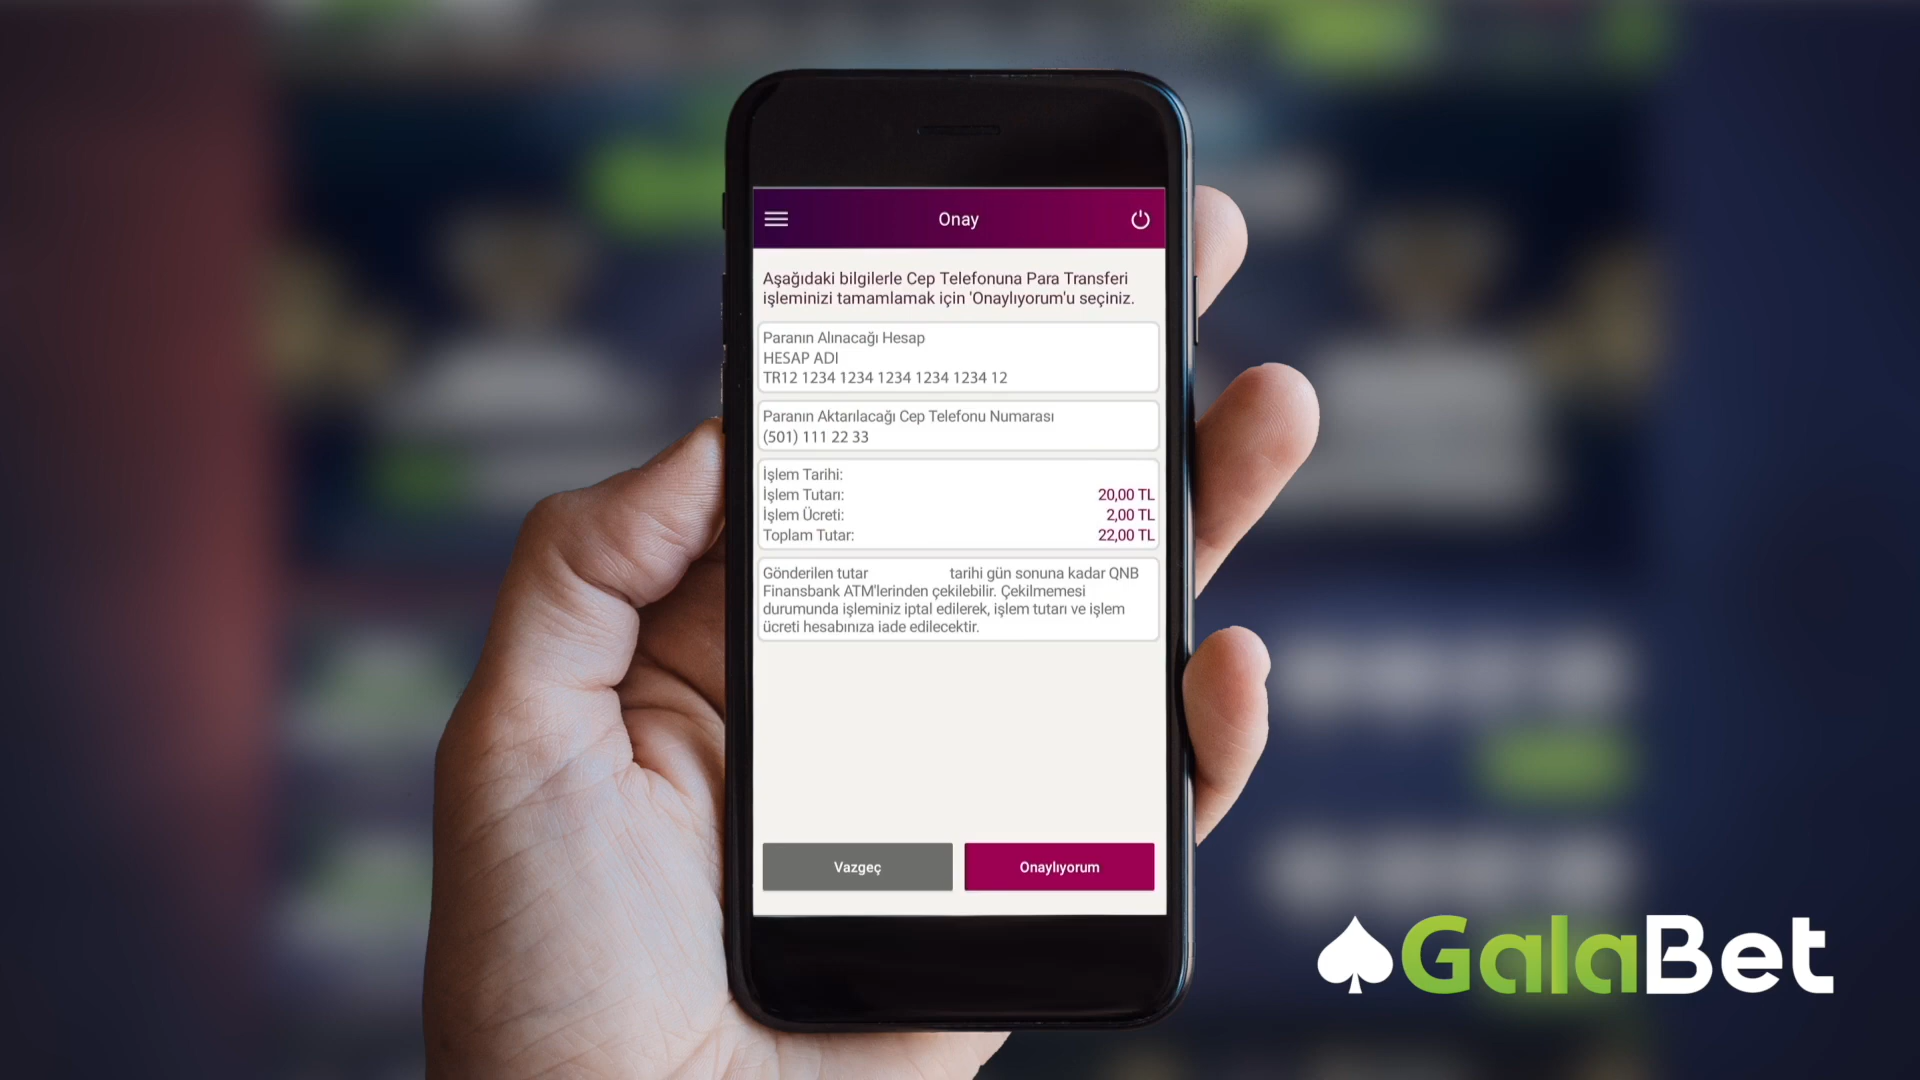 Onay
Aşağıdaki bilgilerle Cep Telefonuna Para Transferi
işleminizi tamamlamak için 'Onaylıyorum'u seçiniz.
Paranın Alınacağı Hesap
HESAP ADI
TR12 1234 1234 1234 1234 1234 12
Paranın Aktarılacağı Cep Telefonu Numarası
(501) 111 22 33
İşlem Tarihi:
İşlem Tutarı: 20,00 TL
İşlem Ücreti: 2,00 TL
Toplam Tutar: 22,00 TL
Gönderilen tutar tarihi gün sonuna kadar QNB
Finansbank ATM'lerinden çekilebilir. Çekilmemesi
durumunda işleminiz iptal edilerek, işlem tutarı ve işlem
ücreti hesabınıza iade edilecektir.
Vazgeç Onaylıyorum
GalaBet